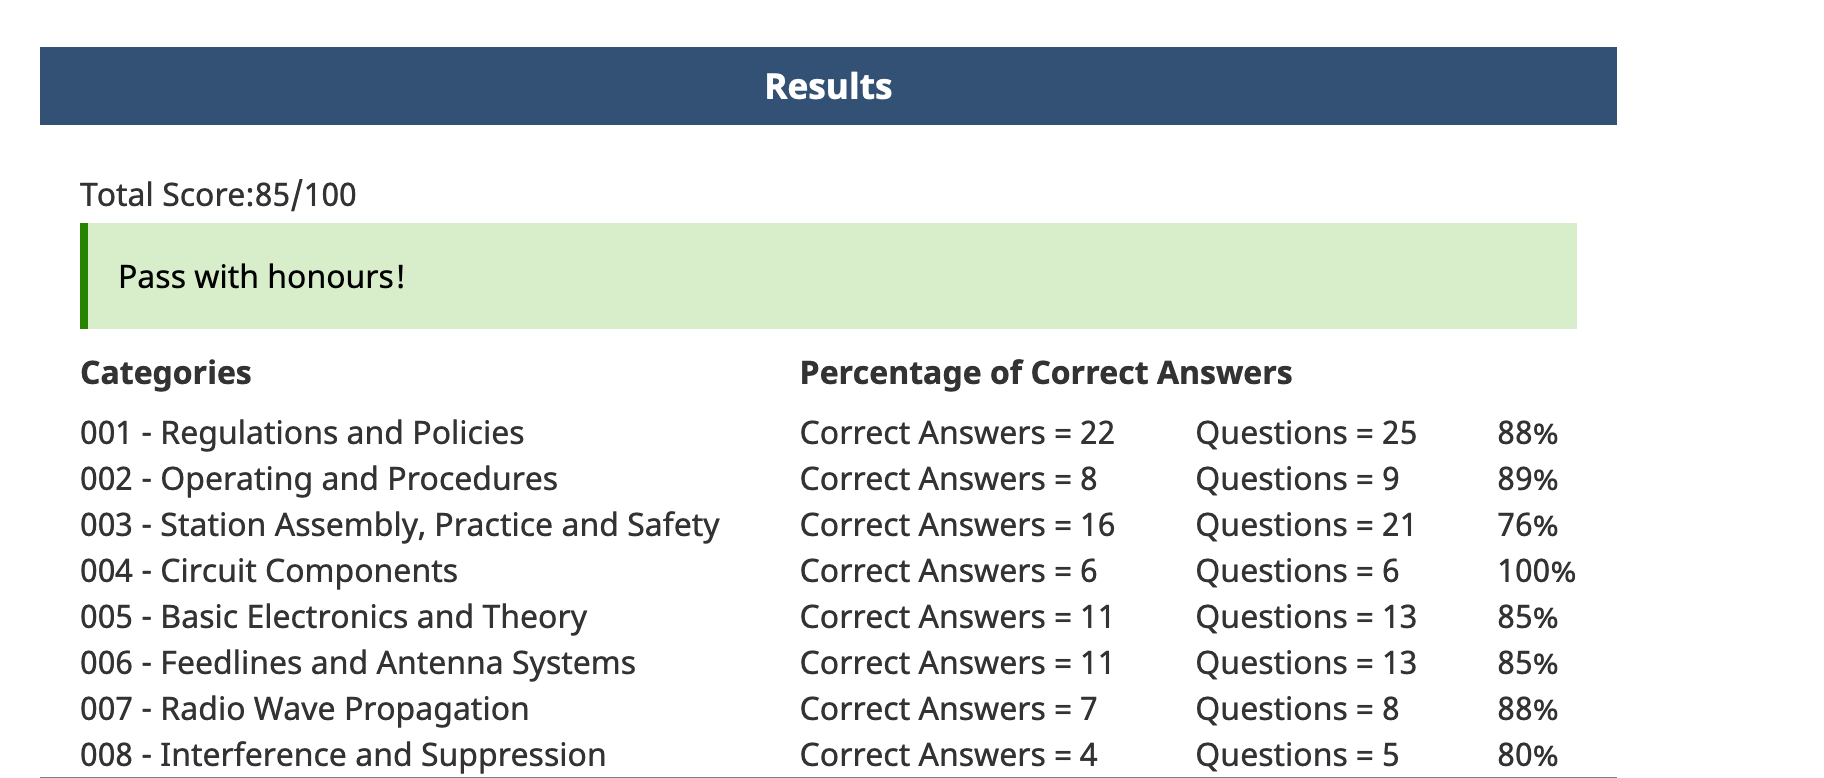 Results
Total Score:85/100
Pass with honours!
Categories Percentage of Correct Answers
001 - Regulations and Policies Correct Answers = 22 Questions = 25 88%
002 - Operating and Procedures Correct Answers = 8 Questions = 9 89%
003 - Station Assembly, Practice and Safety Correct Answers = 16 Questions = 21 76%
004 - Circuit Components Correct Answers = 6 Questions = 6 100%
005 - Basic Electronics and Theory Correct Answers = 11 Questions = 13 85%
006 - Feedlines and Antenna Systems Correct Answers = 11 Questions = 13 85%
007 - Radio Wave Propagation Correct Answers = 7 Questions = 8 88%
008 - Interference and Suppression Correct Answers = 4 Questions = 5 80%